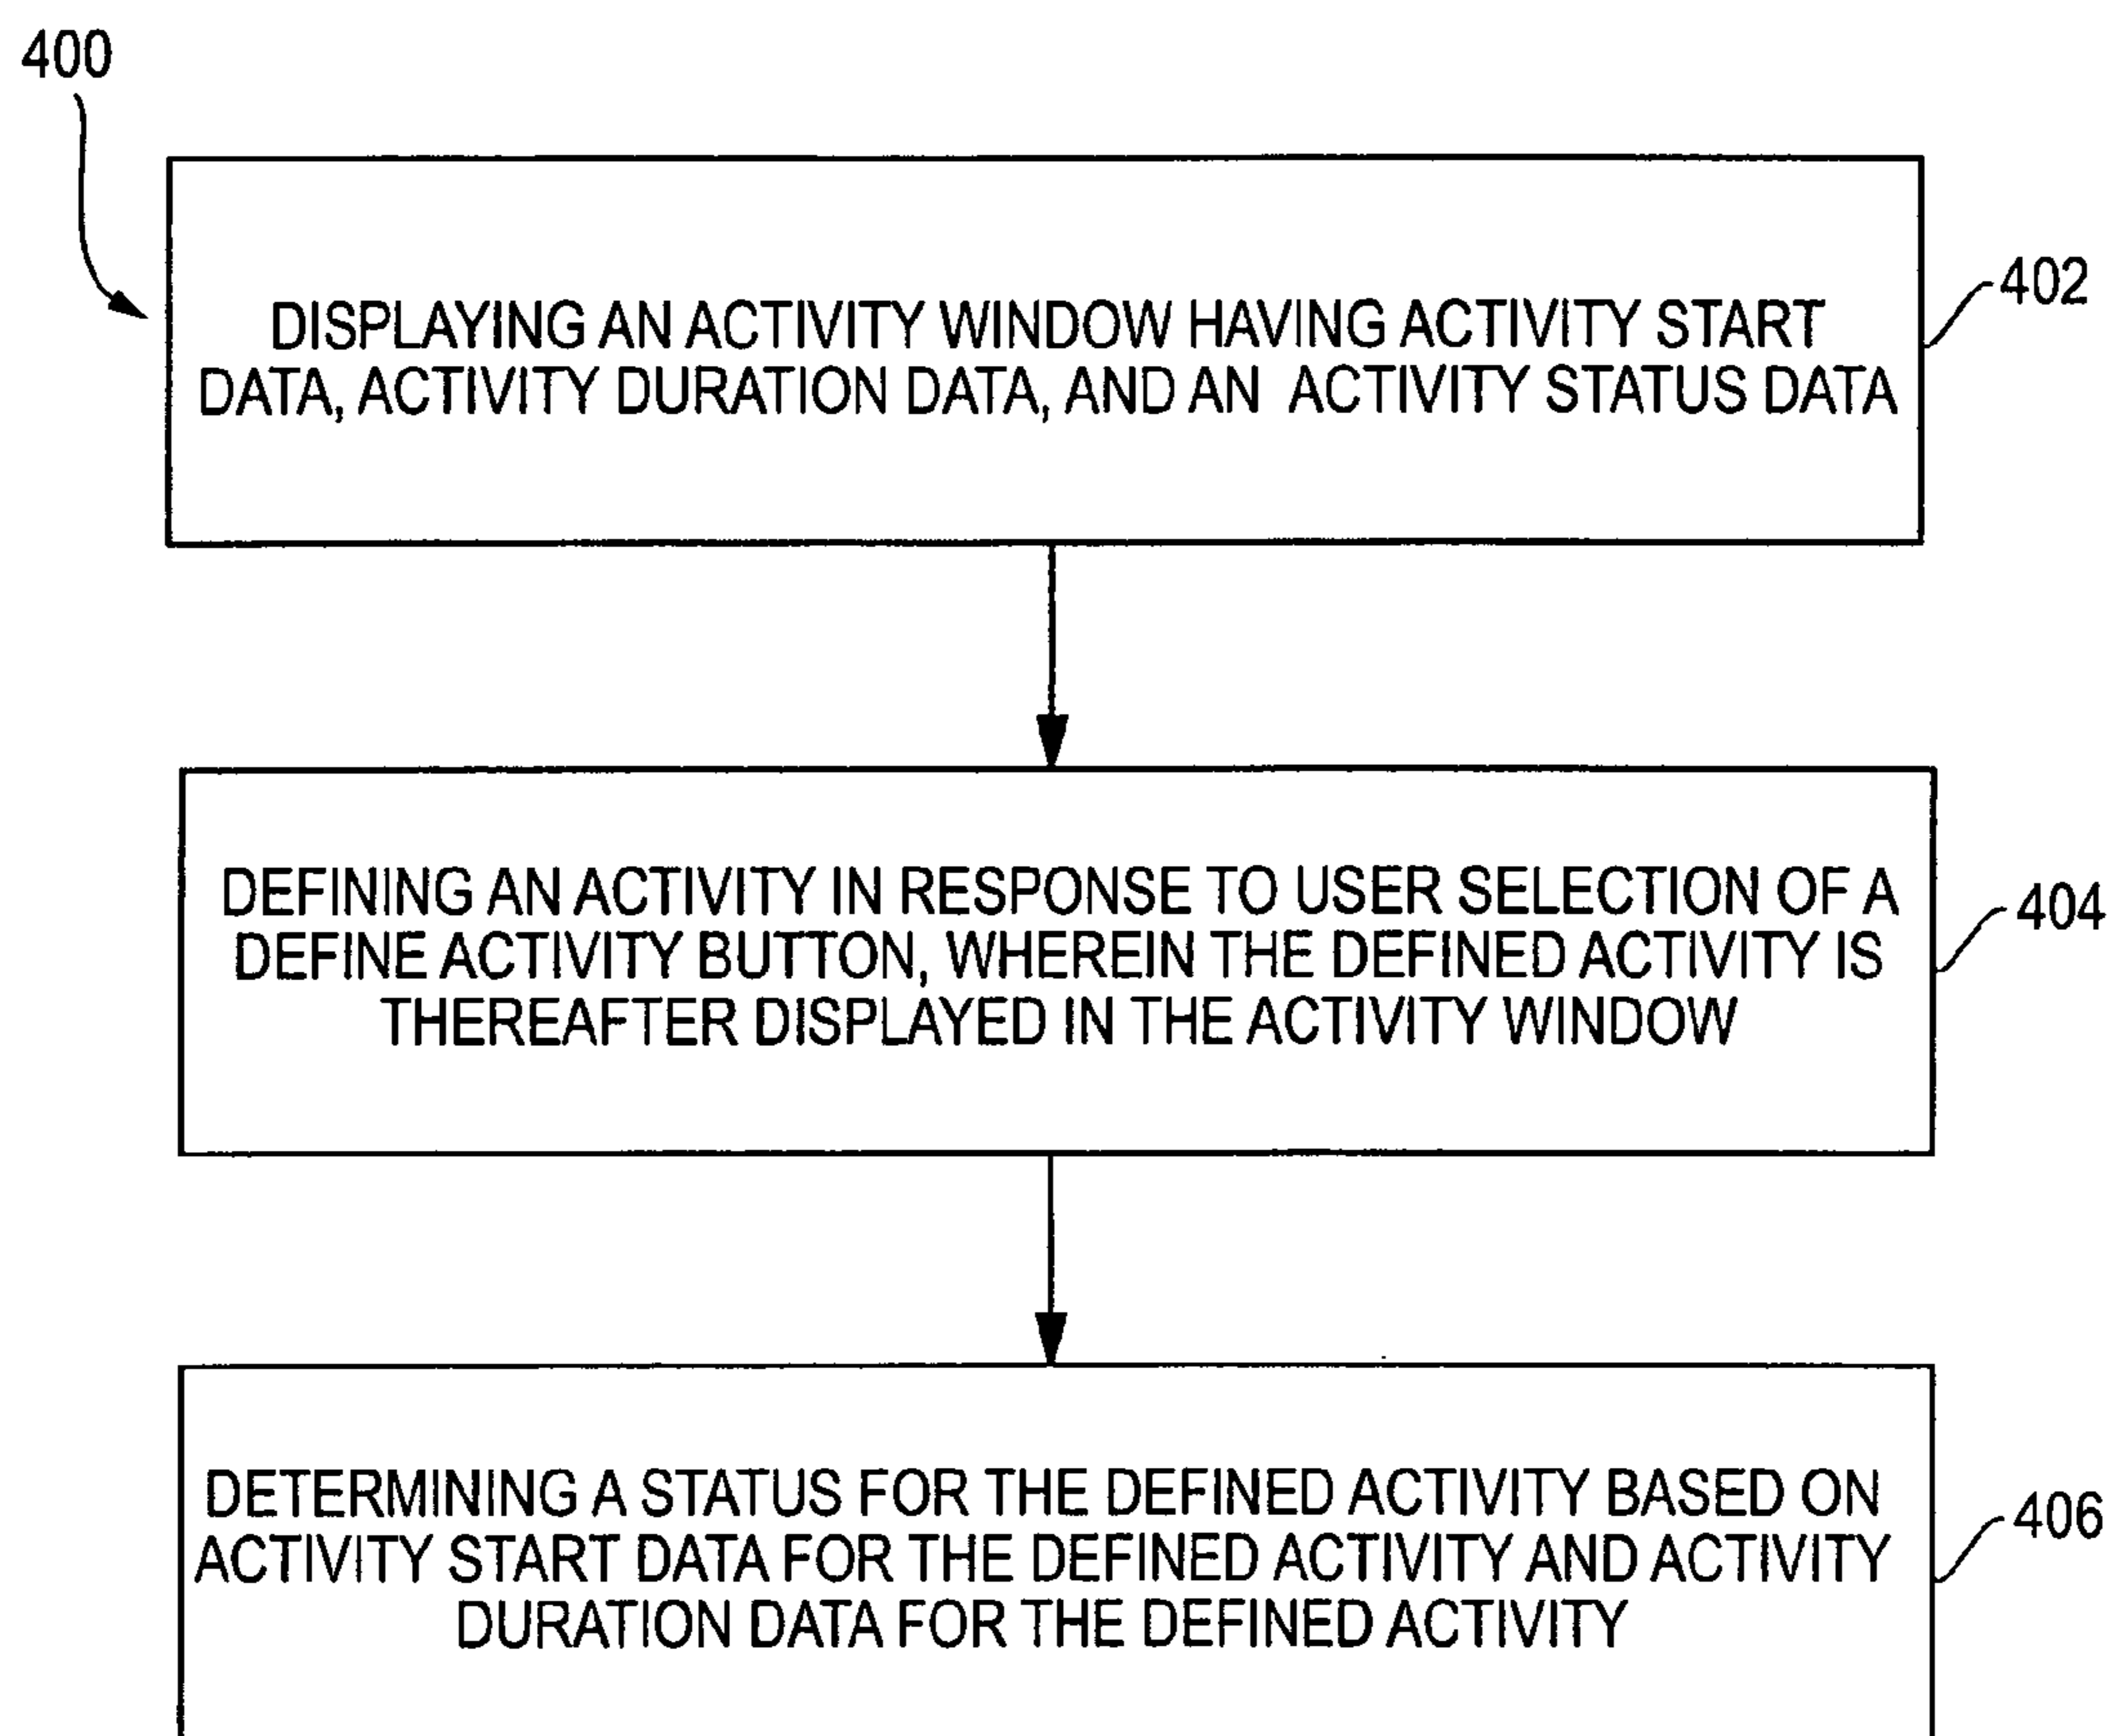 400
DISPLAYING AN ACTIVITY WINDOW HAVING ACTIVITY START
DATA, ACTIVITY DURATION DATA, AND AN ACTIVITY STATUS DATA
402
DEFINING AN ACTIVITY IN RESPONSE TO USER SELECTION OF A
DEFINE ACTIVITY BUTTON, WHEREIN THE DEFINED ACTIVITY IS
THEREAFTER DISPLAYED IN THE ACTIVITY WINDOW
404
DETERMINING A STATUS FOR THE DEFINED ACTIVITY BASED ON
ACTIVITY START DATA FOR THE DEFINED ACTIVITY AND ACTIVITY
DURATION DATA FOR THE DEFINED ACTIVITY
406